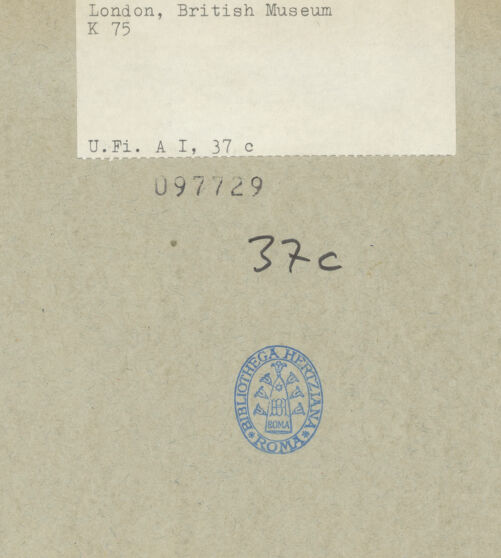 London, British Museum
K 75
U.Fi. A I, 37 c
097729
37c
BIBLIOTHECA HERTZIANA
ROMA
ROMA